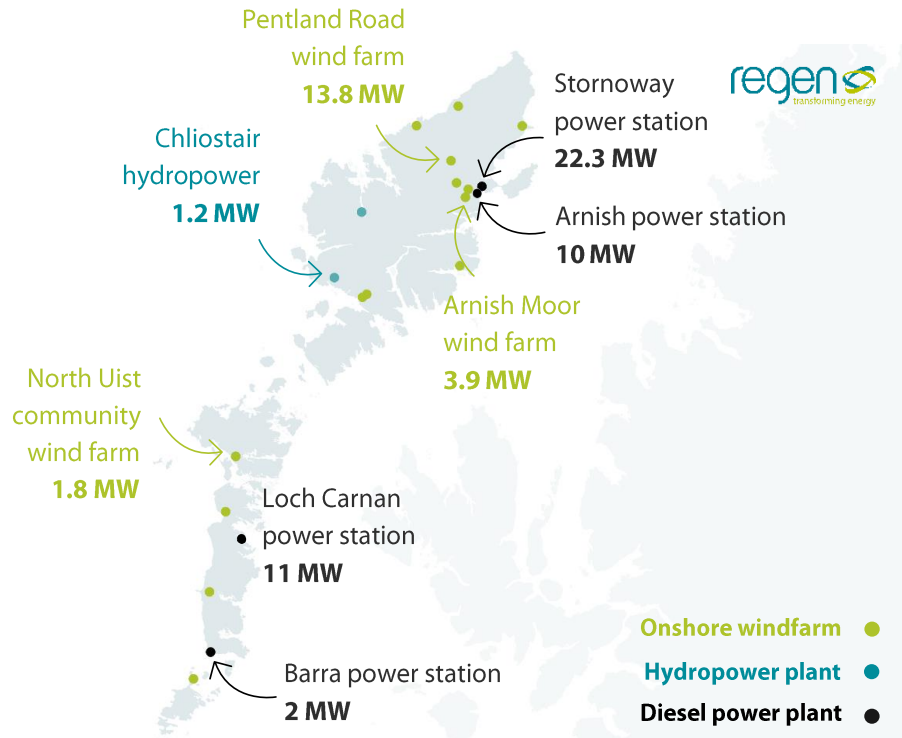 Pentland Road
wind farm
13.8 MW
regen
transforming energy
Stornoway
power station
22.3 MW
Chliostair
hydropower
1.2 MW
Arnish power station
10 MW
Arnish Moor
wind farm
3.9 MW
North Uist
community
wind farm
1.8 MW
Loch Carnan
power station
11 MW
Barra power station
2 MW
Onshore windfarm
Hydropower plant
Diesel power plant